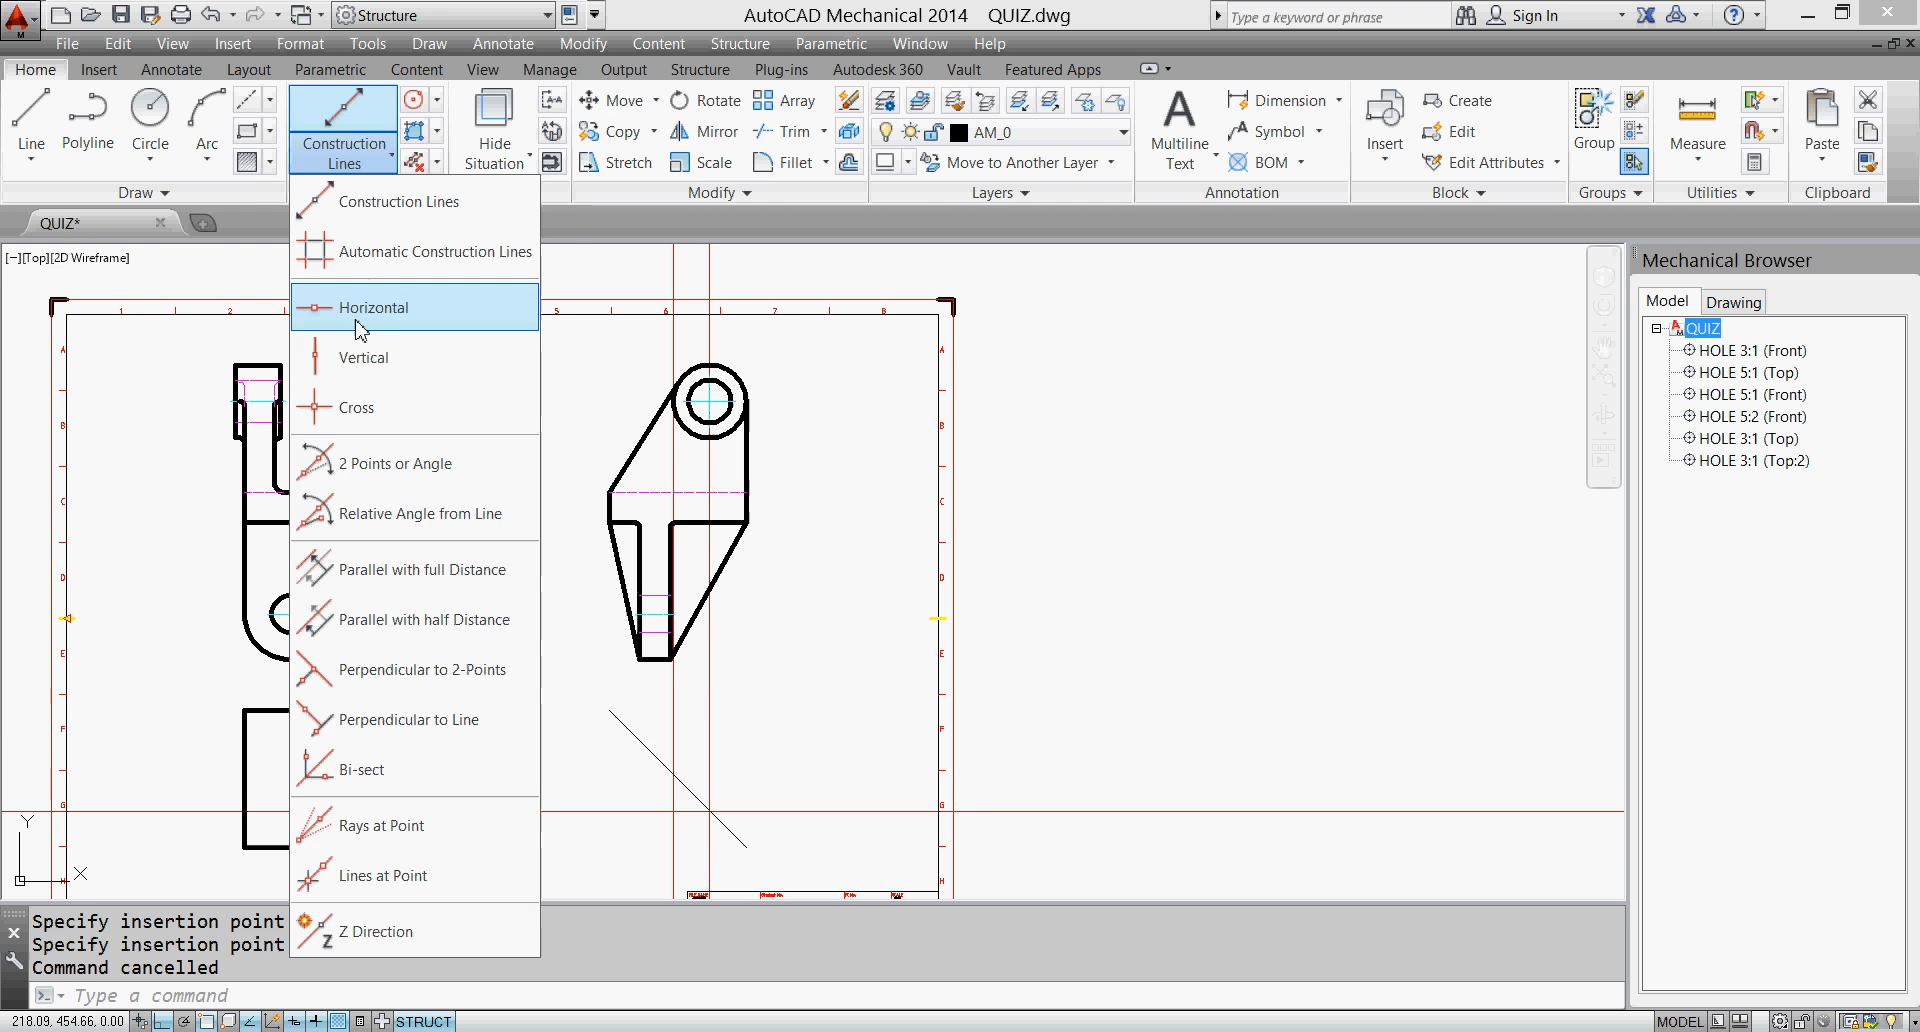 Structure
AutoCAD Mechanical 2014 QUIZ.dwg
Type a keyword or phrase
Sign In
File Edit View Insert Format Tools Draw Annotate Modify Content Structure Parametric Window Help
Home Insert Annotate Layout Parametric Content View Manage Output Structure Plug-ins Autodesk 360 Vault Featured Apps
Line
Polyline
Circle
Arc
Construction
Lines
Hide
Situation
Move
Rotate
Array
Copy
Mirror
Trim
Stretch
Scale
Fillet
AM_0
Move to Another Layer
Multiline
Text
Dimension
Symbol
BOM
Insert
Create
Edit
Edit Attributes
Group
Measure
Paste
Draw
Modify
Layers
Annotation
Block
Groups
Utilities
Clipboard
QUIZ*
[−][Top][2D Wireframe]
Construction Lines
Automatic Construction Lines
Horizontal
Vertical
Cross
2 Points or Angle
Relative Angle from Line
Parallel with full Distance
Parallel with half Distance
Perpendicular to 2-Points
Perpendicular to Line
Bi-sect
Rays at Point
Lines at Point
Z Direction
1 2 5 6 7 8
A A
B B
C C
D D
E E
F F
G G
H H
Y
X
Mechanical Browser
Model Drawing
QUIZ
HOLE 3:1 (Front)
HOLE 5:1 (Top)
HOLE 5:1 (Front)
HOLE 5:2 (Front)
HOLE 3:1 (Top)
HOLE 3:1 (Top:2)
Specify insertion point
Specify insertion point
Command cancelled
Type a command
218.09, 454.66, 0.00
STRUCT
MODEL